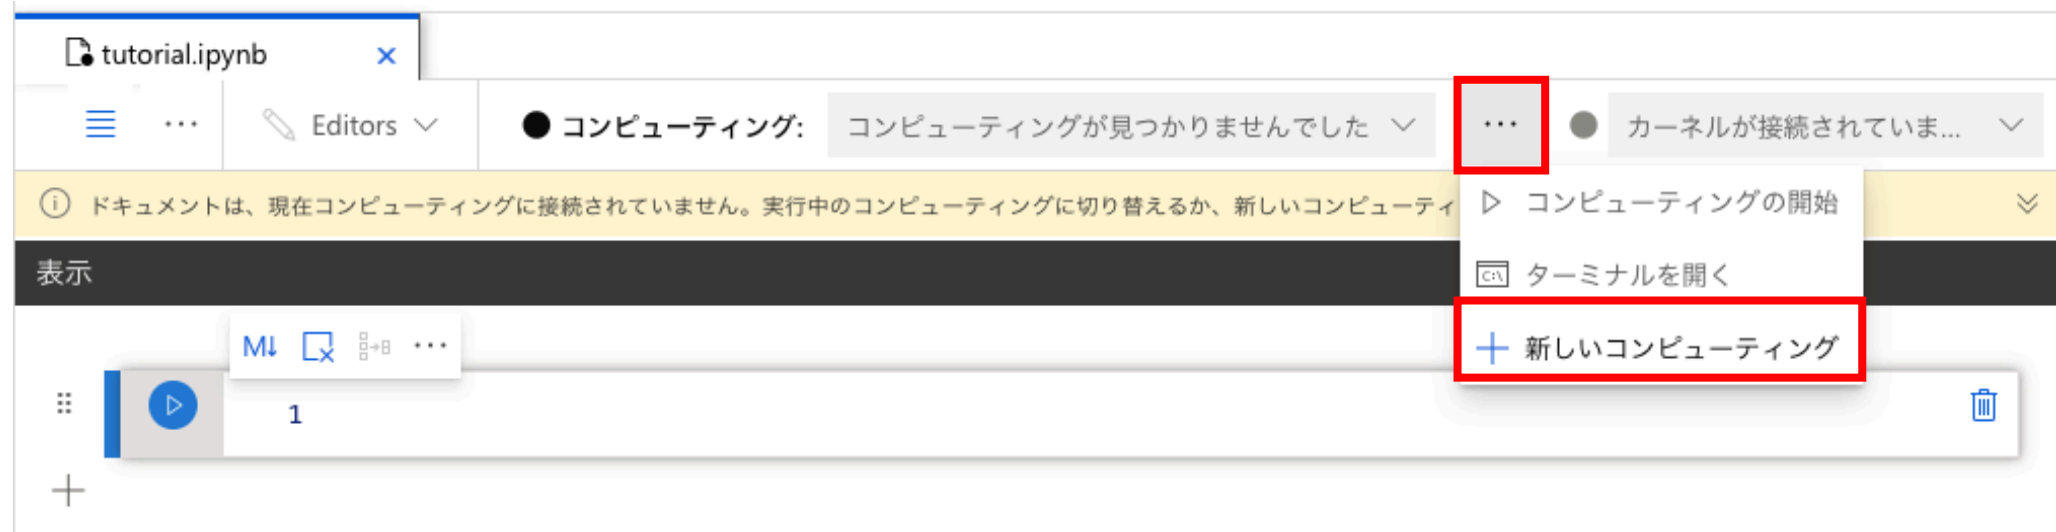 tutorial.ipynb
Editors
コンピューティング:
コンピューティングが見つかりませんでした
カーネルが接続されていま...
ドキュメントは、現在コンピューティングに接続されていません。実行中のコンピューティングに切り替えるか、新しいコンピューティ
コンピューティングの開始
表示
ターミナルを開く
新しいコンピューティング
M↓
1